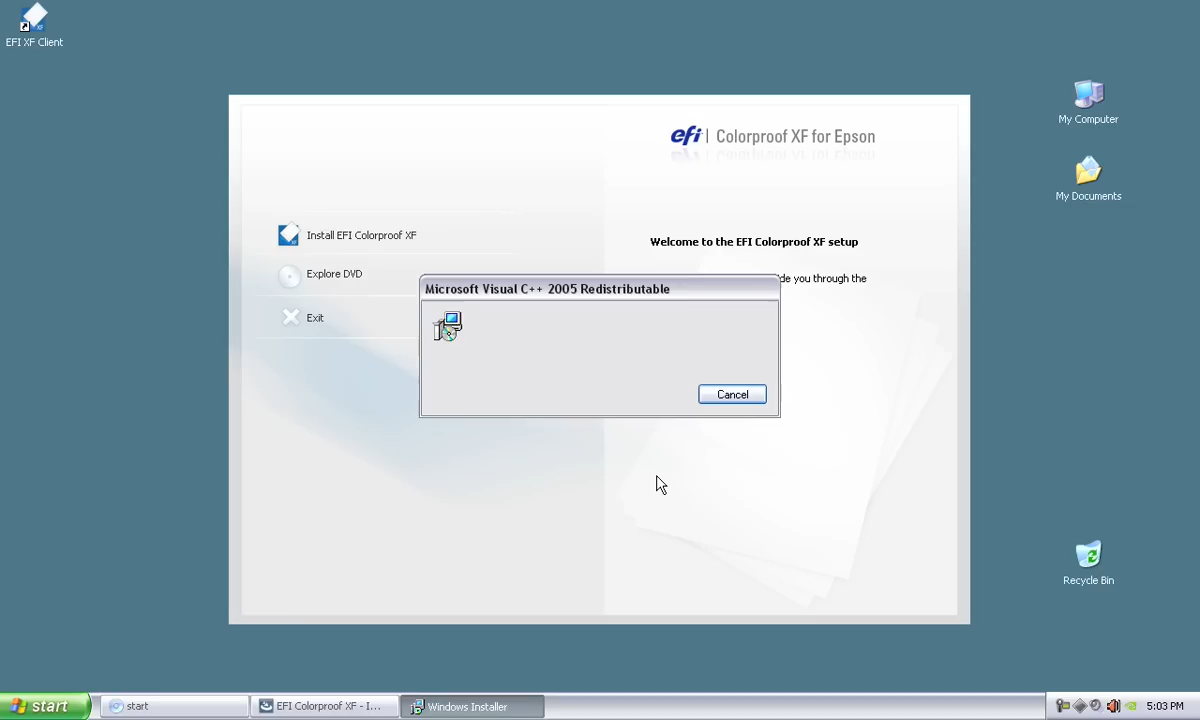 EFI XF Client
My Computer
My Documents
efi | Colorproof XF for Epson
Install EFI Colorproof XF
Explore DVD
Exit
Welcome to the EFI Colorproof XF setup
de you through the
Microsoft Visual C++ 2005 Redistributable
Cancel
Recycle Bin
start
start
EFI Colorproof XF - I...
Windows Installer
5:03 PM